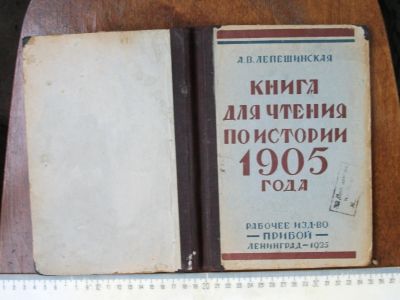 А.В. ЛЕПЕШИНСКАЯ
КНИГА
ДЛЯ ЧТЕНИЯ
ПО ИСТОРИИ
1905
ГОДА
РАБОЧЕЕ ИЗД-ВО
— ПРИБОЙ —
ЛЕНИНГРАД — 1925